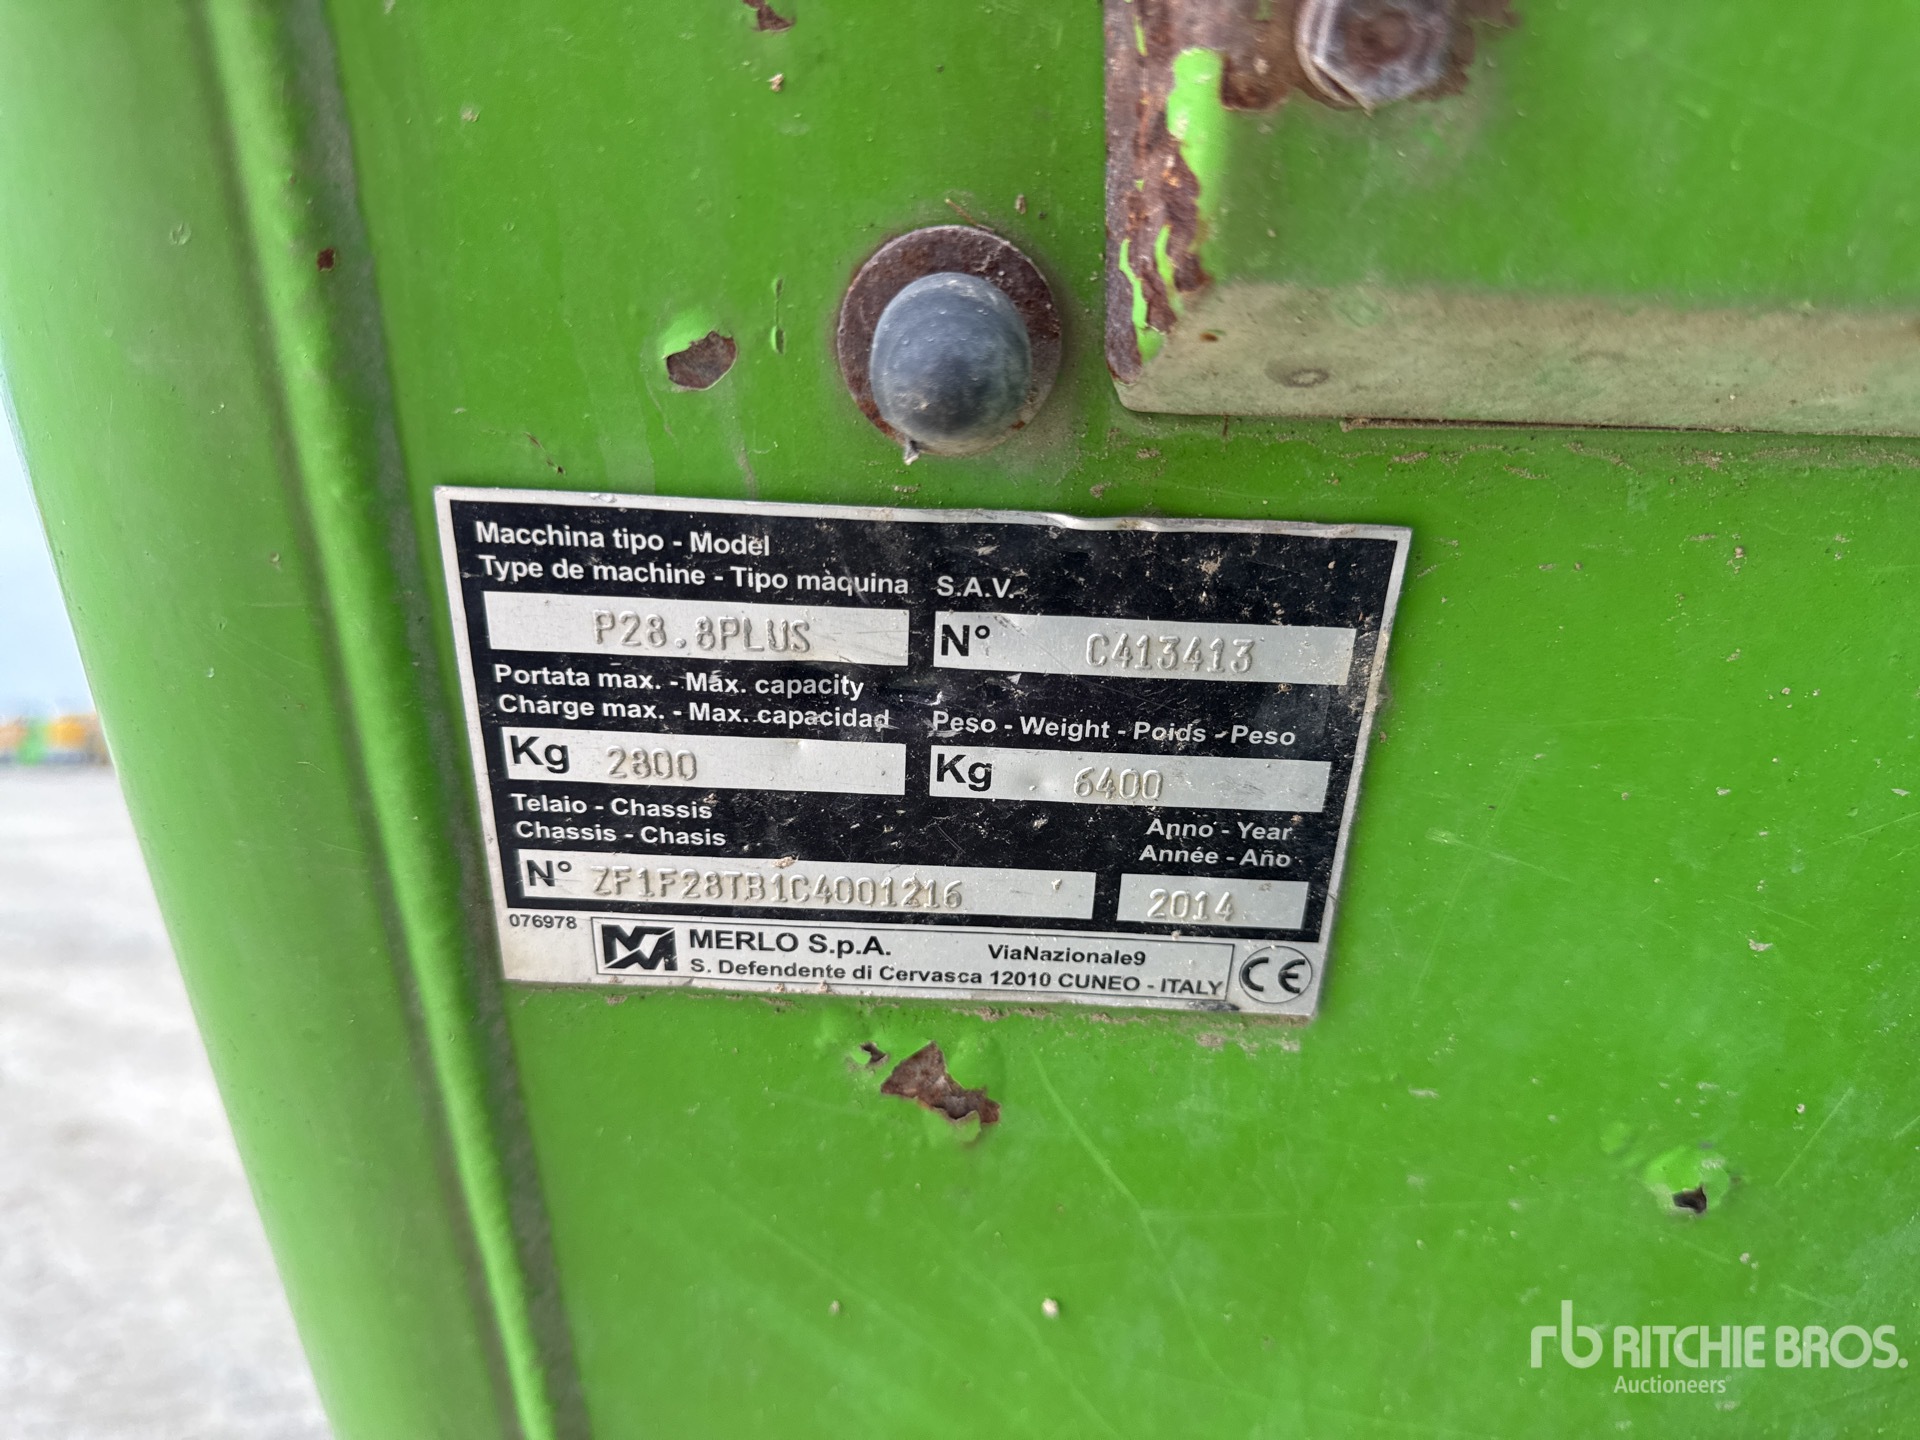 Macchina tipo - Model
Type de machine - Tipo màquina
P28.8PLUS
S.A.V.
N° C413413
Portata max. - Max. capacity
Charge max. - Max. capacidad
Kg 2800
Peso - Weight - Poids - Peso
Kg 6400
Telaio - Chassis
Chassis - Chasis
N° ZF1F28TB1C4001216
Anno - Year
Année - Año
2014
076978
MERLO S.p.A. ViaNazionale9
S. Defendente di Cervasca 12010 CUNEO - ITALY
CE
rb RITCHIE BROS.
Auctioneers